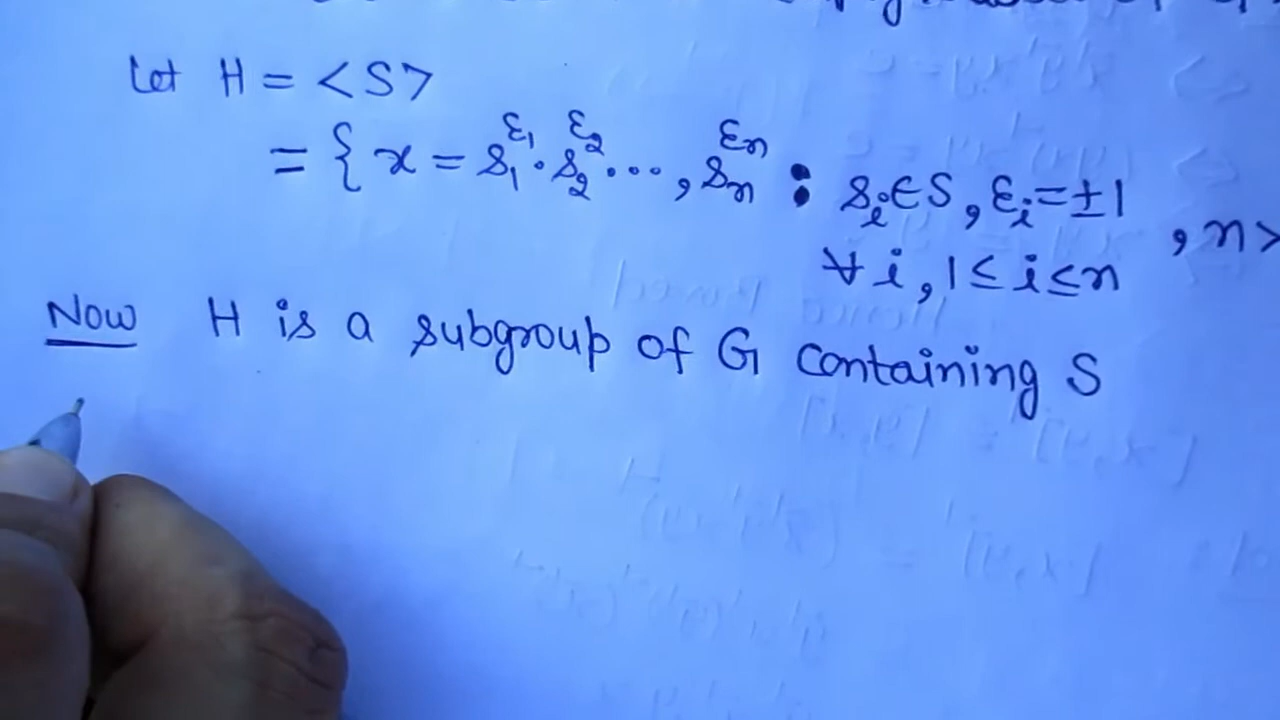 Let H = <S>
= { x = s₁^ε₁ · s₂^ε₂ ··· , sₙ^εₙ : sᵢ ∈ S , εᵢ = ±1
∀ i , 1 ≤ i ≤ n , n >
Now H is a subgroup of G containing S